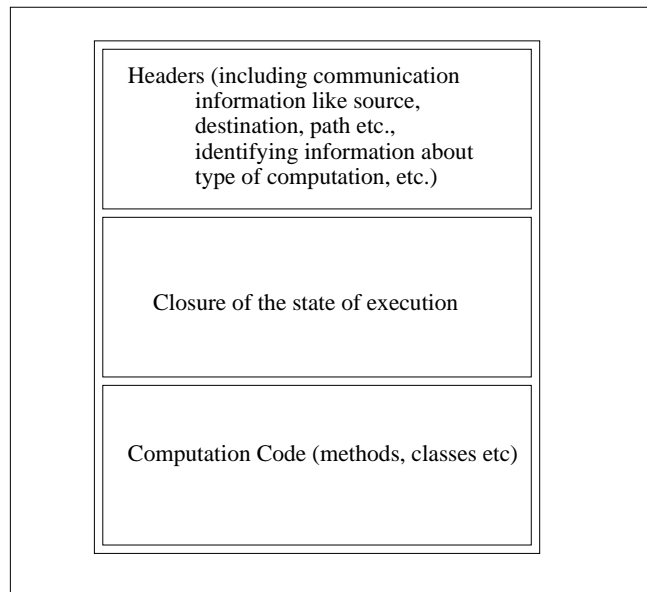 Headers (including communication
information like source,
destination, path etc.,
identifying information about
type of computation, etc.)
Closure of the state of execution
Computation Code (methods, classes etc)